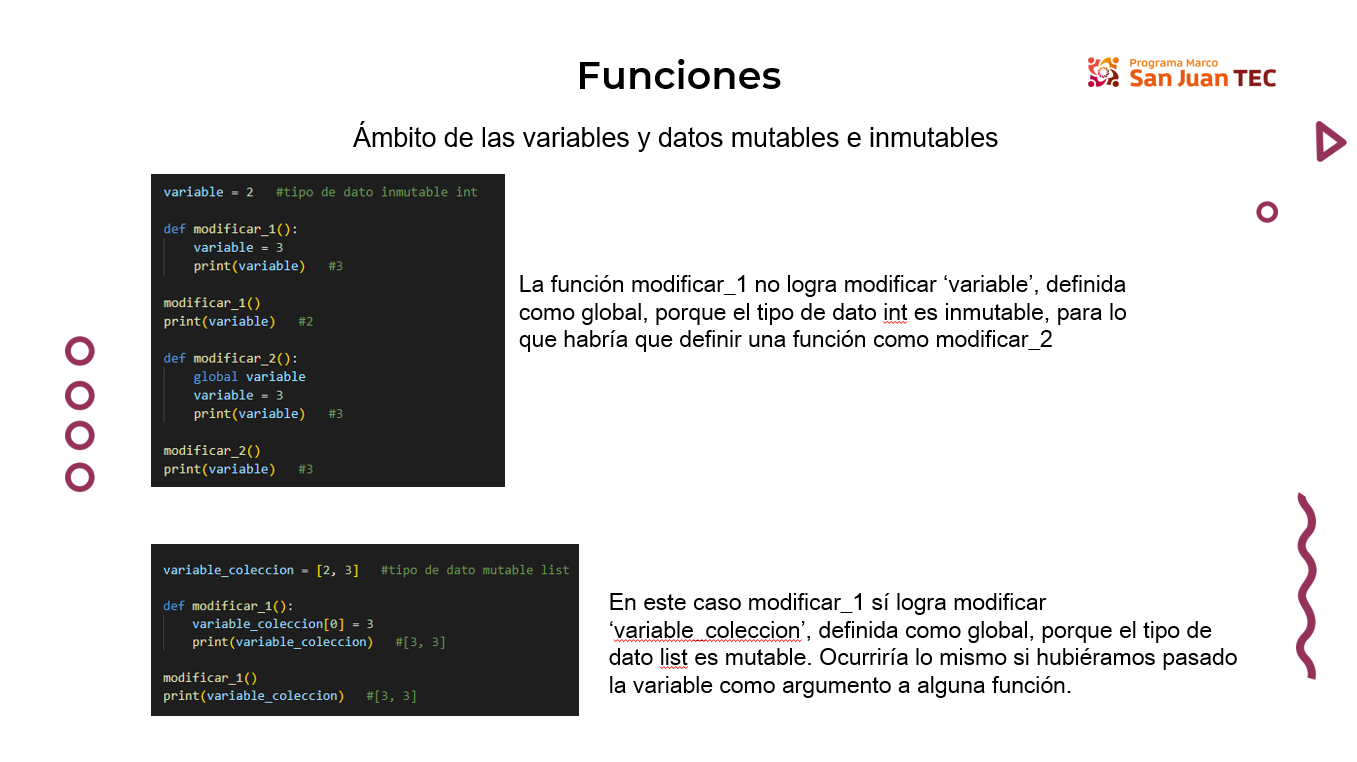 Funciones
Programa Marco
San Juan TEC
Ámbito de las variables y datos mutables e inmutables
variable = 2   #tipo de dato inmutable int
def modificar_1():
    variable = 3
    print(variable)   #3
modificar_1()
print(variable)   #2
def modificar_2():
    global variable
    variable = 3
    print(variable)   #3
modificar_2()
print(variable)   #3
La función modificar_1 no logra modificar ‘variable’, definida
como global, porque el tipo de dato int es inmutable, para lo
que habría que definir una función como modificar_2
variable_coleccion = [2, 3]   #tipo de dato mutable list
def modificar_1():
    variable_coleccion[0] = 3
    print(variable_coleccion)   #[3, 3]
modificar_1()
print(variable_coleccion)   #[3, 3]
En este caso modificar_1 sí logra modificar
‘variable_coleccion’, definida como global, porque el tipo de
dato list es mutable. Ocurriría lo mismo si hubiéramos pasado
la variable como argumento a alguna función.